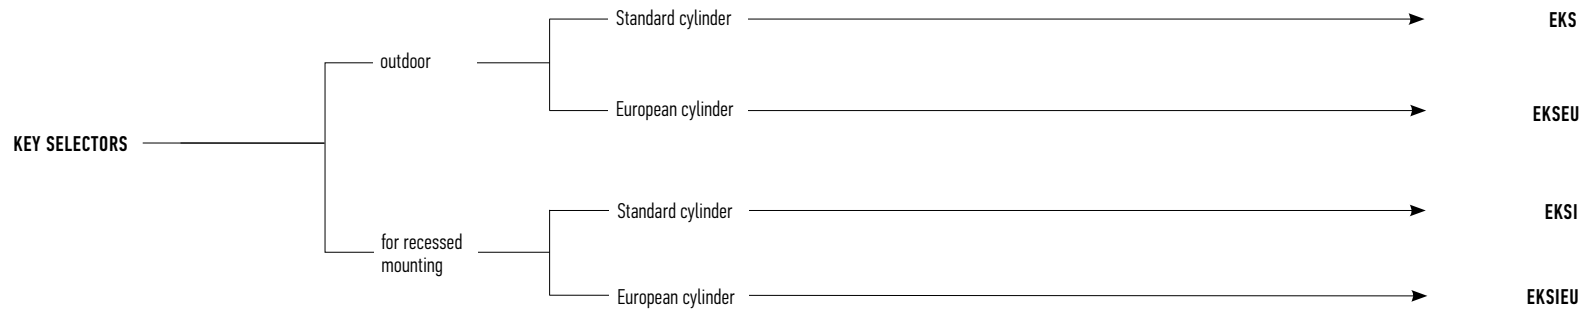 Standard cylinder
EKS
outdoor
European cylinder
EKSEU
KEY SELECTORS
Standard cylinder
EKSI
for recessed
mounting
European cylinder
EKSIEU